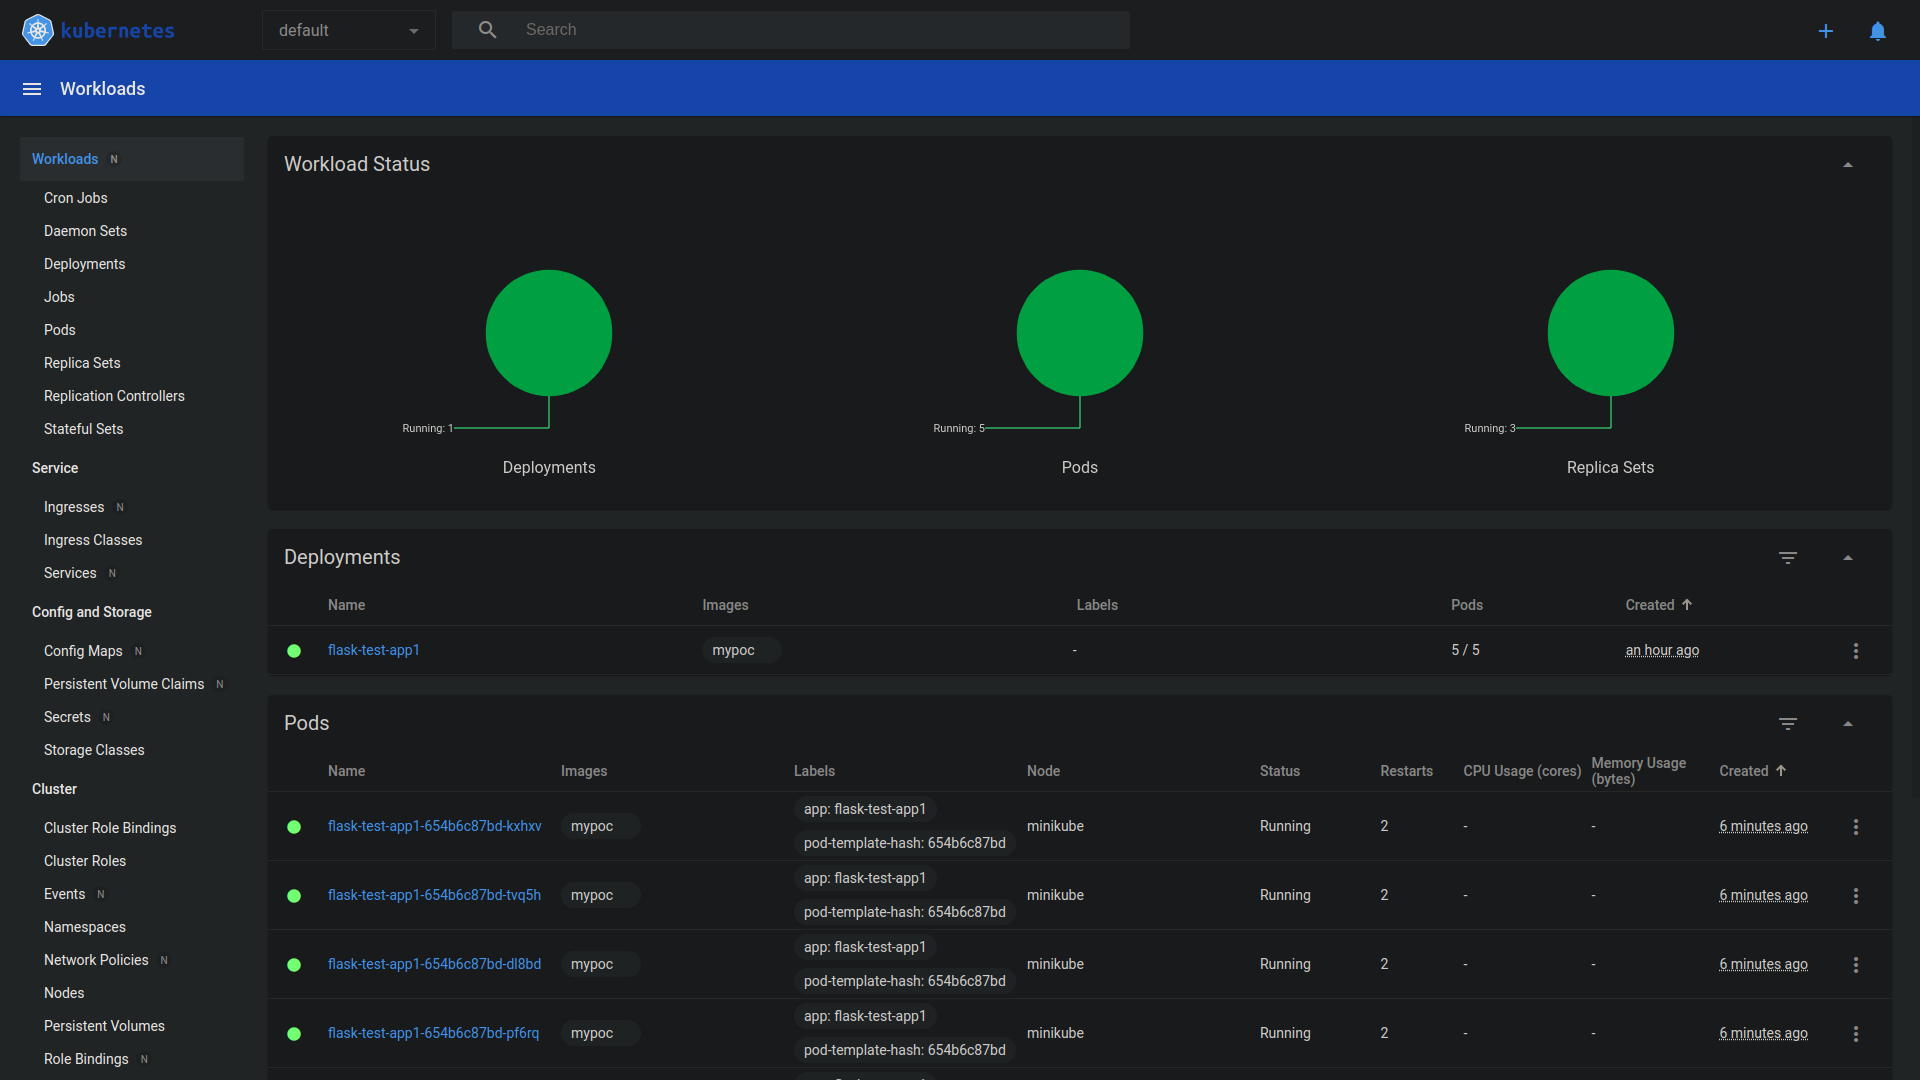 kubernetes
default
Search
Workloads
Workloads N
Cron Jobs
Daemon Sets
Deployments
Jobs
Pods
Replica Sets
Replication Controllers
Stateful Sets
Service
Ingresses N
Ingress Classes
Services N
Config and Storage
Config Maps N
Persistent Volume Claims N
Secrets N
Storage Classes
Cluster
Cluster Role Bindings
Cluster Roles
Events N
Namespaces
Network Policies N
Nodes
Persistent Volumes
Role Bindings N
Workload Status
Running: 1
Deployments
Running: 5
Pods
Running: 3
Replica Sets
Deployments
Name Images Labels Pods Created
flask-test-app1 mypoc - 5 / 5 an hour ago
Pods
Name Images Labels Node Status Restarts CPU Usage (cores) Memory Usage (bytes) Created
flask-test-app1-654b6c87bd-kxhxv mypoc app: flask-test-app1 pod-template-hash: 654b6c87bd minikube Running 2 - - 6 minutes ago
flask-test-app1-654b6c87bd-tvq5h mypoc app: flask-test-app1 pod-template-hash: 654b6c87bd minikube Running 2 - - 6 minutes ago
flask-test-app1-654b6c87bd-dl8bd mypoc app: flask-test-app1 pod-template-hash: 654b6c87bd minikube Running 2 - - 6 minutes ago
flask-test-app1-654b6c87bd-pf6rq mypoc app: flask-test-app1 pod-template-hash: 654b6c87bd minikube Running 2 - - 6 minutes ago